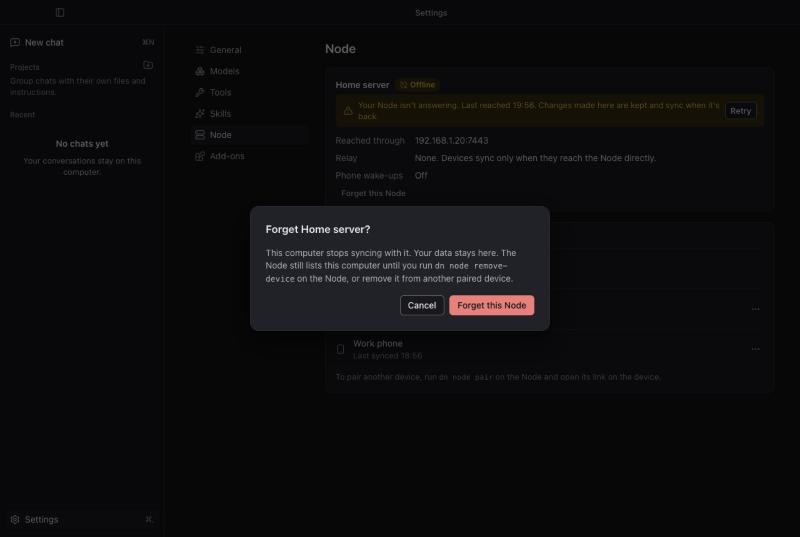 Settings
New chat
⌘N
Projects
Group chats with their own files and
instructions.
Recent
No chats yet
Your conversations stay on this
computer.
Settings
⌘,
General
Models
Tools
Skills
Node
Add-ons
Node
Home server
Offline
Your Node isn't answering. Last reached 19:56. Changes made here are kept and sync when it's
back.
Retry
Reached through 192.168.1.20:7443
Relay None. Devices sync only when they reach the Node directly.
Phone wake-ups Off
Forget this Node
Forget Home server?
This computer stops syncing with it. Your data stays here. The
Node still lists this computer until you run dn node remove-
device on the Node, or remove it from another paired device.
Cancel
Forget this Node
Work phone
Last synced 18:56
To pair another device, run dn node pair on the Node and open its link on the device.